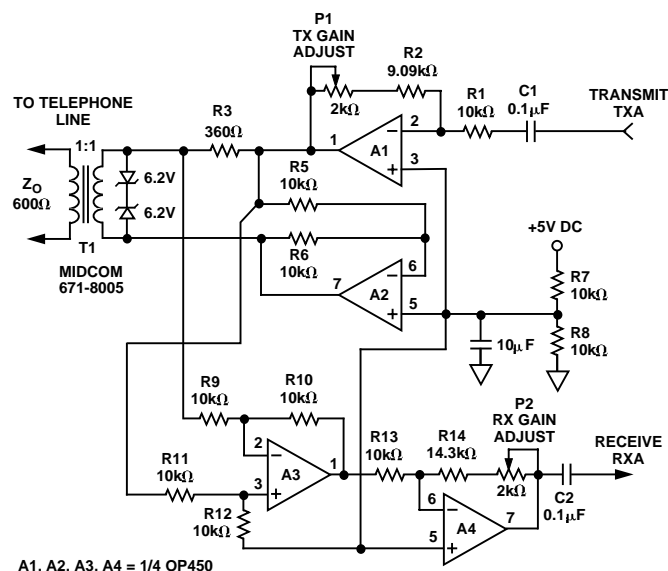 P1
TX GAIN
ADJUST
2kΩ
R2
9.09kΩ
R1
10kΩ
C1
0.1µF
TRANSMIT
TXA
TO TELEPHONE
LINE
1:1
ZO
600Ω
T1
MIDCOM
671-8005
6.2V
6.2V
R3
360Ω
1
A1
2
3
R5
10kΩ
R6
10kΩ
7
A2
6
5
+5V DC
R7
10kΩ
R8
10kΩ
10µF
R9
10kΩ
R10
10kΩ
R11
10kΩ
R12
10kΩ
2
3
A3
1
R13
10kΩ
R14
14.3kΩ
P2
RX GAIN
ADJUST
2kΩ
6
5
A4
7
C2
0.1µF
RECEIVE
RXA
A1, A2, A3, A4 = 1/4 OP450